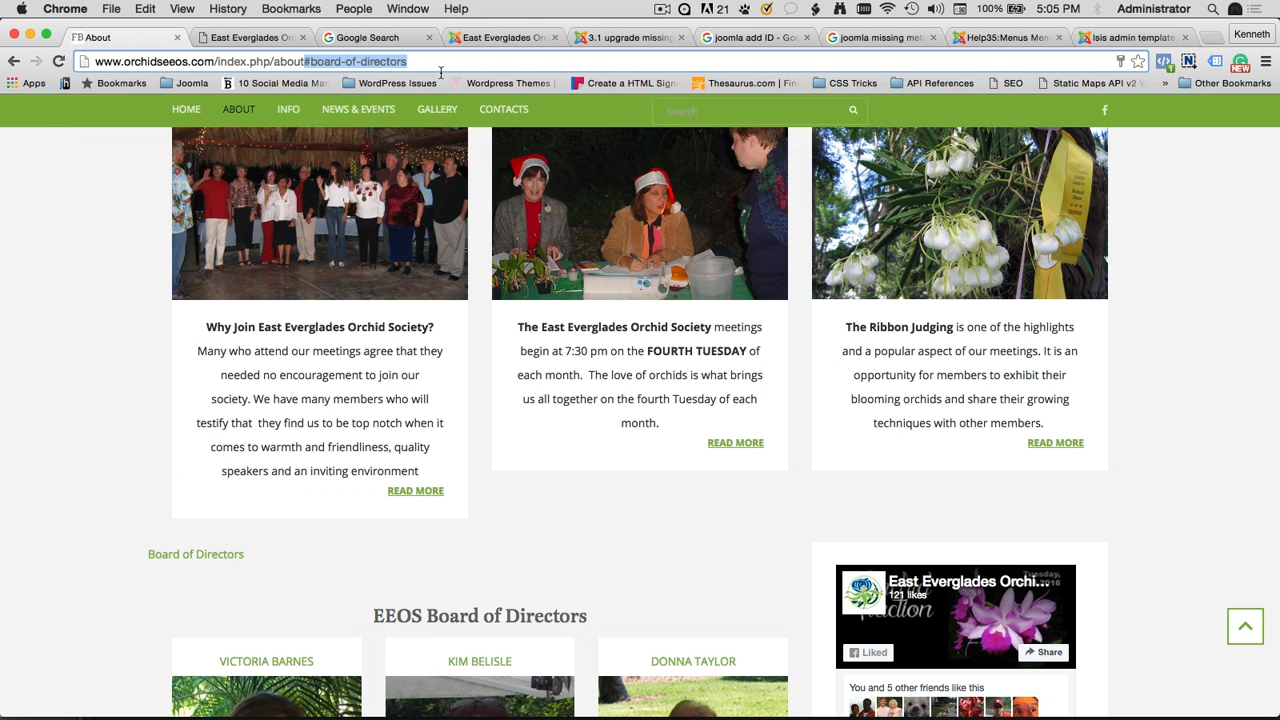 Chrome File Edit View History Bookmarks People Window Help 21 100% 5:05 PM Administrator
FB About East Everglades Or Google Search East Everglades Or 3.1 upgrade missing joomla add ID - Goo joomla missing met Help35:Menus Men Isis admin template Kenneth
www.orchidseeos.com/index.php/about#board-of-directors
Apps Bookmarks Joomla 10 Social Media Mar WordPress Issues WordPress Themes Create a HTML Sign Thesaurus.com | Fin CSS Tricks API References SEO Static Maps API v2 » Other Bookmarks
HOME ABOUT INFO NEWS & EVENTS GALLERY CONTACTS Search
Why Join East Everglades Orchid Society?
Many who attend our meetings agree that they
needed no encouragement to join our
society. We have many members who will
testify that they find us to be top notch when it
comes to warmth and friendliness, quality
speakers and an inviting environment
READ MORE
The East Everglades Orchid Society meetings
begin at 7:30 pm on the FOURTH TUESDAY of
each month. The love of orchids is what brings
us all together on the fourth Tuesday of each
month.
READ MORE
The Ribbon Judging is one of the highlights
and a popular aspect of our meetings. It is an
opportunity for members to exhibit their
blooming orchids and share their growing
techniques with other members.
READ MORE
Board of Directors
EEOS Board of Directors
VICTORIA BARNES KIM BELISLE DONNA TAYLOR
Tuesday,
2016
East Everglades Orchi...
121 likes
Liked Share
You and 5 other friends like this